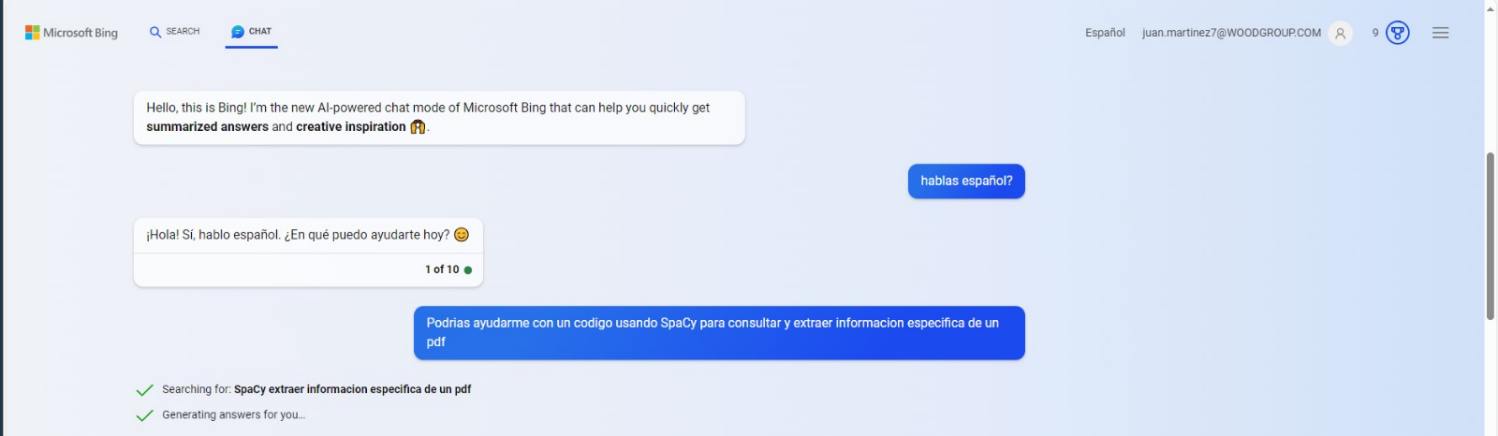 Microsoft Bing
SEARCH
CHAT
Español
juan.martinez7@WOODGROUP.COM
9
Hello, this is Bing! I'm the new AI-powered chat mode of Microsoft Bing that can help you quickly get
summarized answers and creative inspiration 🙌.
hablas español?
¡Hola! Sí, hablo español. ¿En qué puedo ayudarte hoy? 😊
1 of 10
Podrias ayudarme con un codigo usando SpaCy para consultar y extraer informacion especifica de un
pdf
Searching for: SpaCy extraer informacion especifica de un pdf
Generating answers for you...